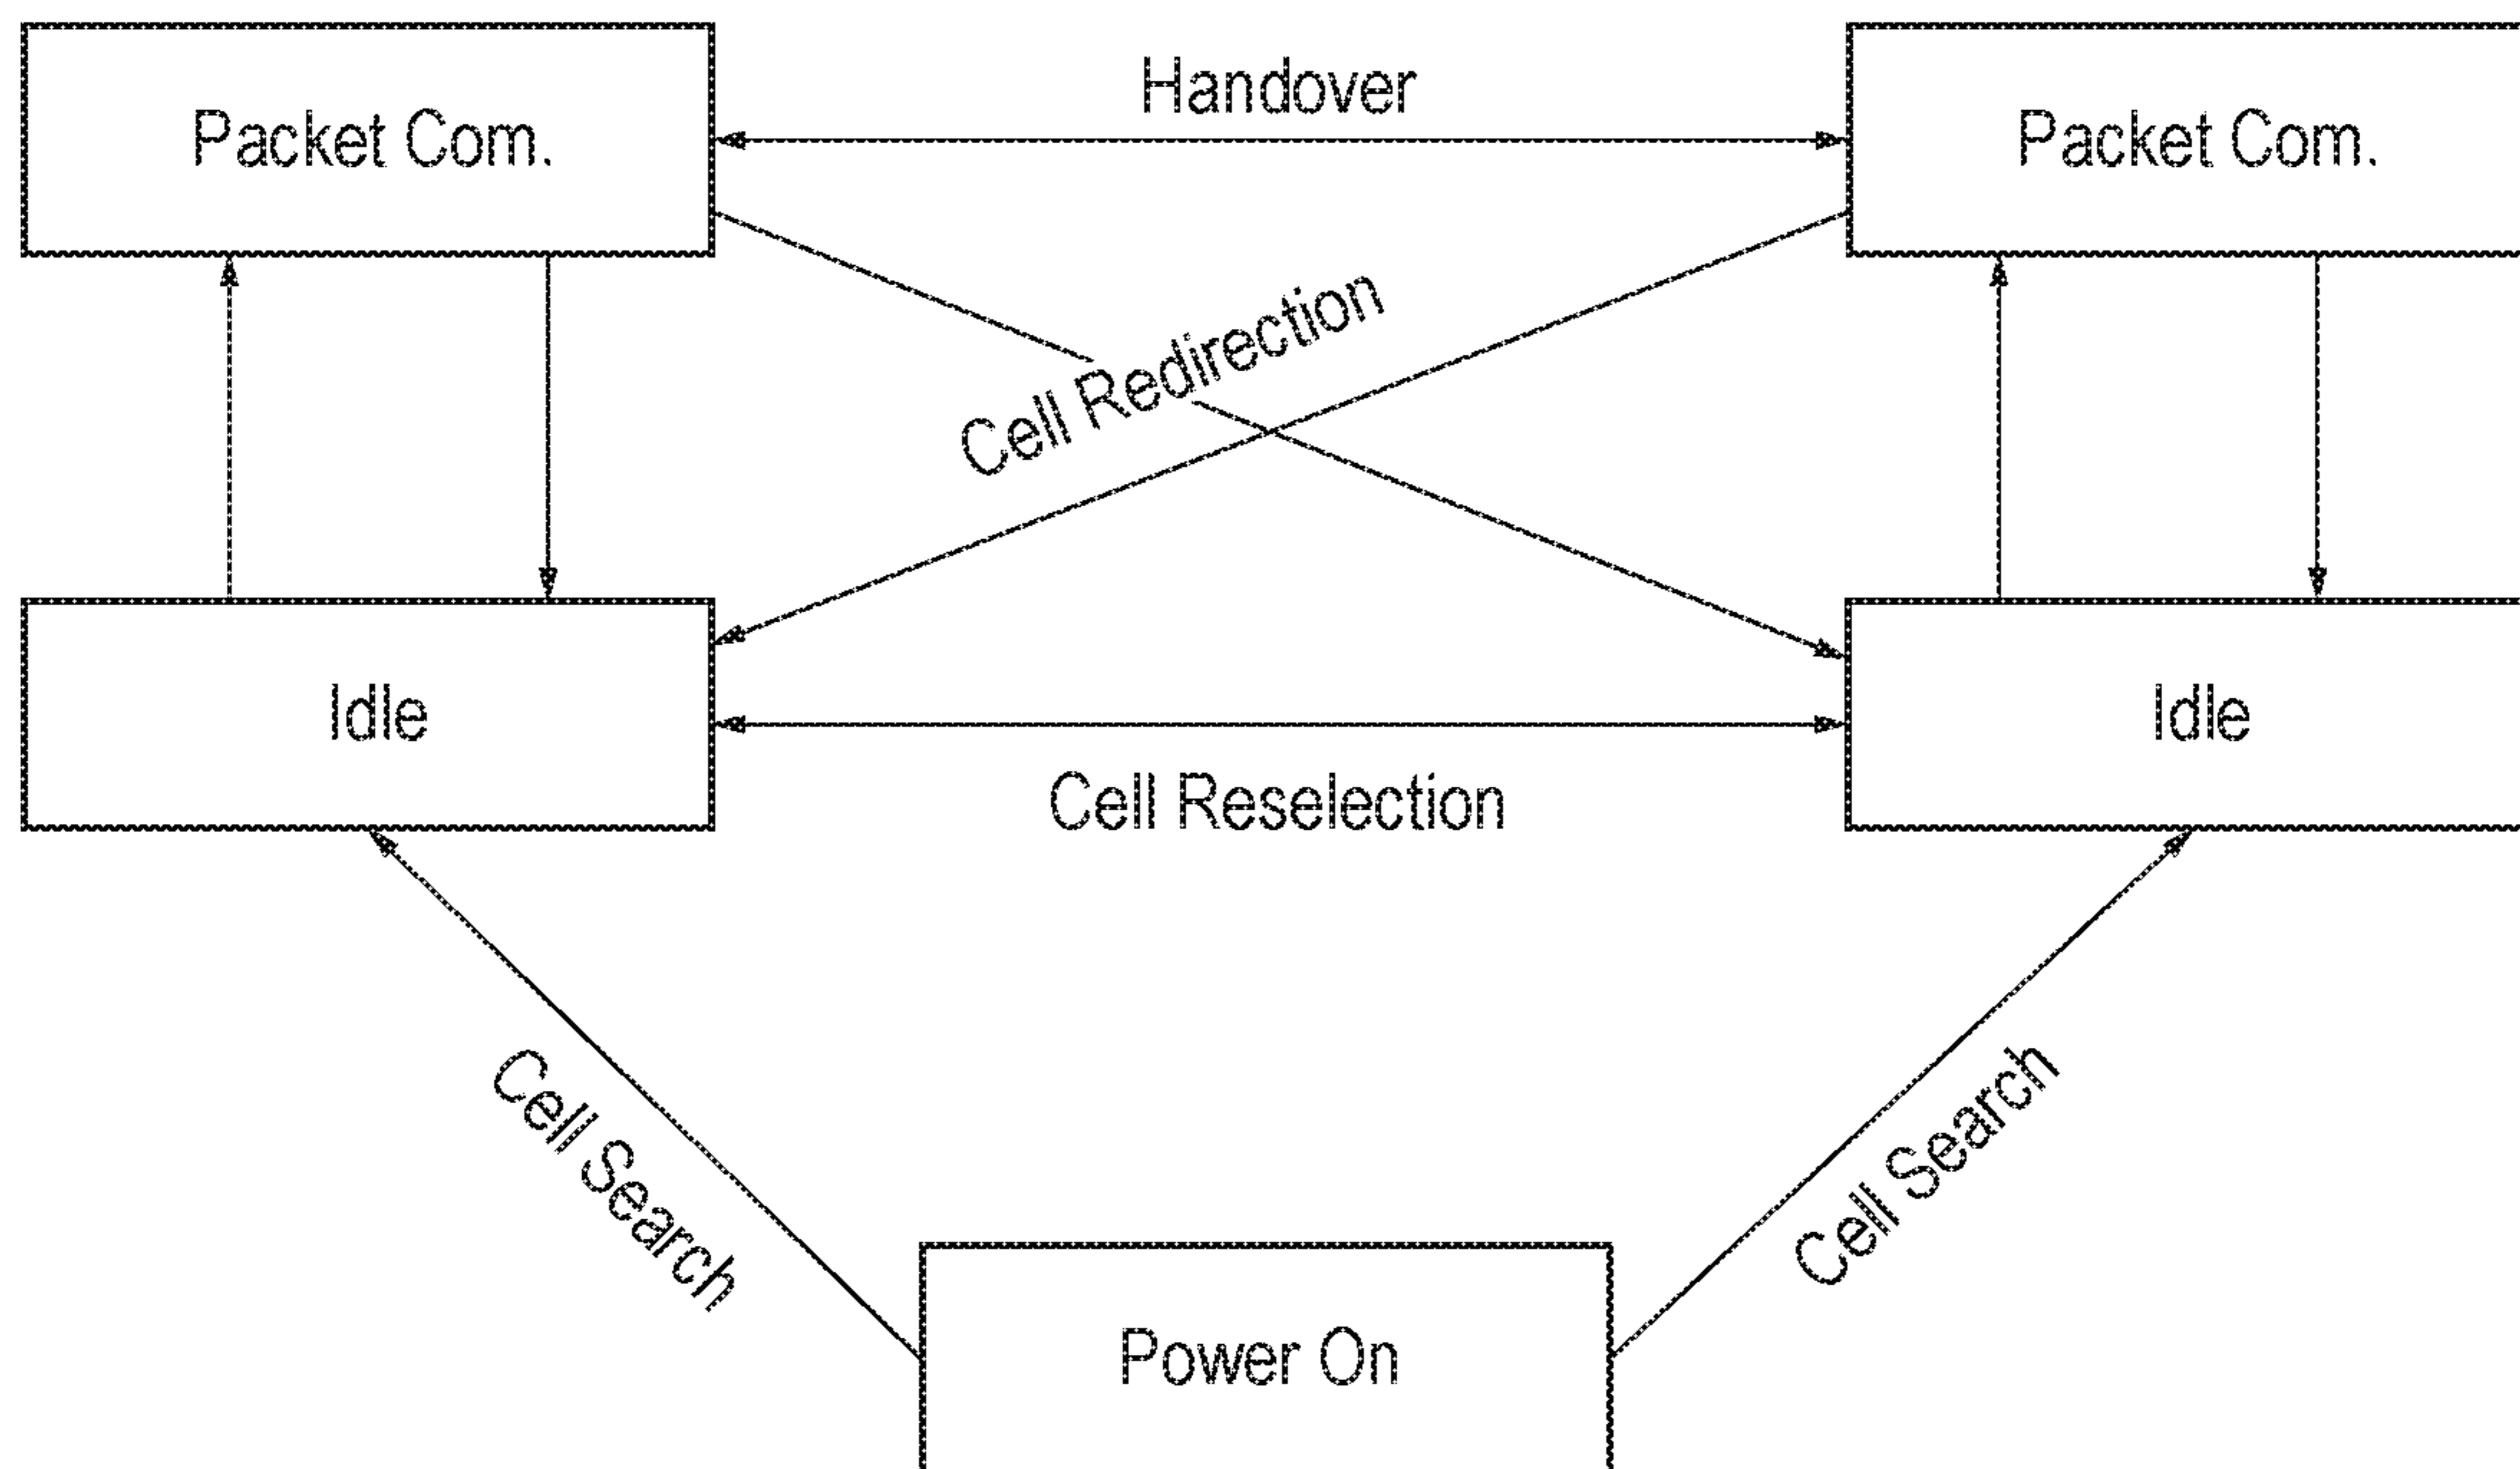 Handover
Packet Com.
Packet Com.
Cell Redirection
Idle
Idle
Cell Reselection
Cell Search
Cell Search
Power On